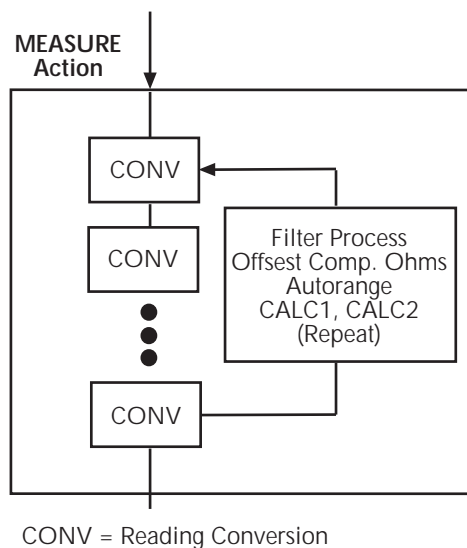 MEASURE
Action
CONV
CONV
CONV
Filter Process
Offsest Comp. Ohms
Autorange
CALC1, CALC2
(Repeat)
CONV = Reading Conversion